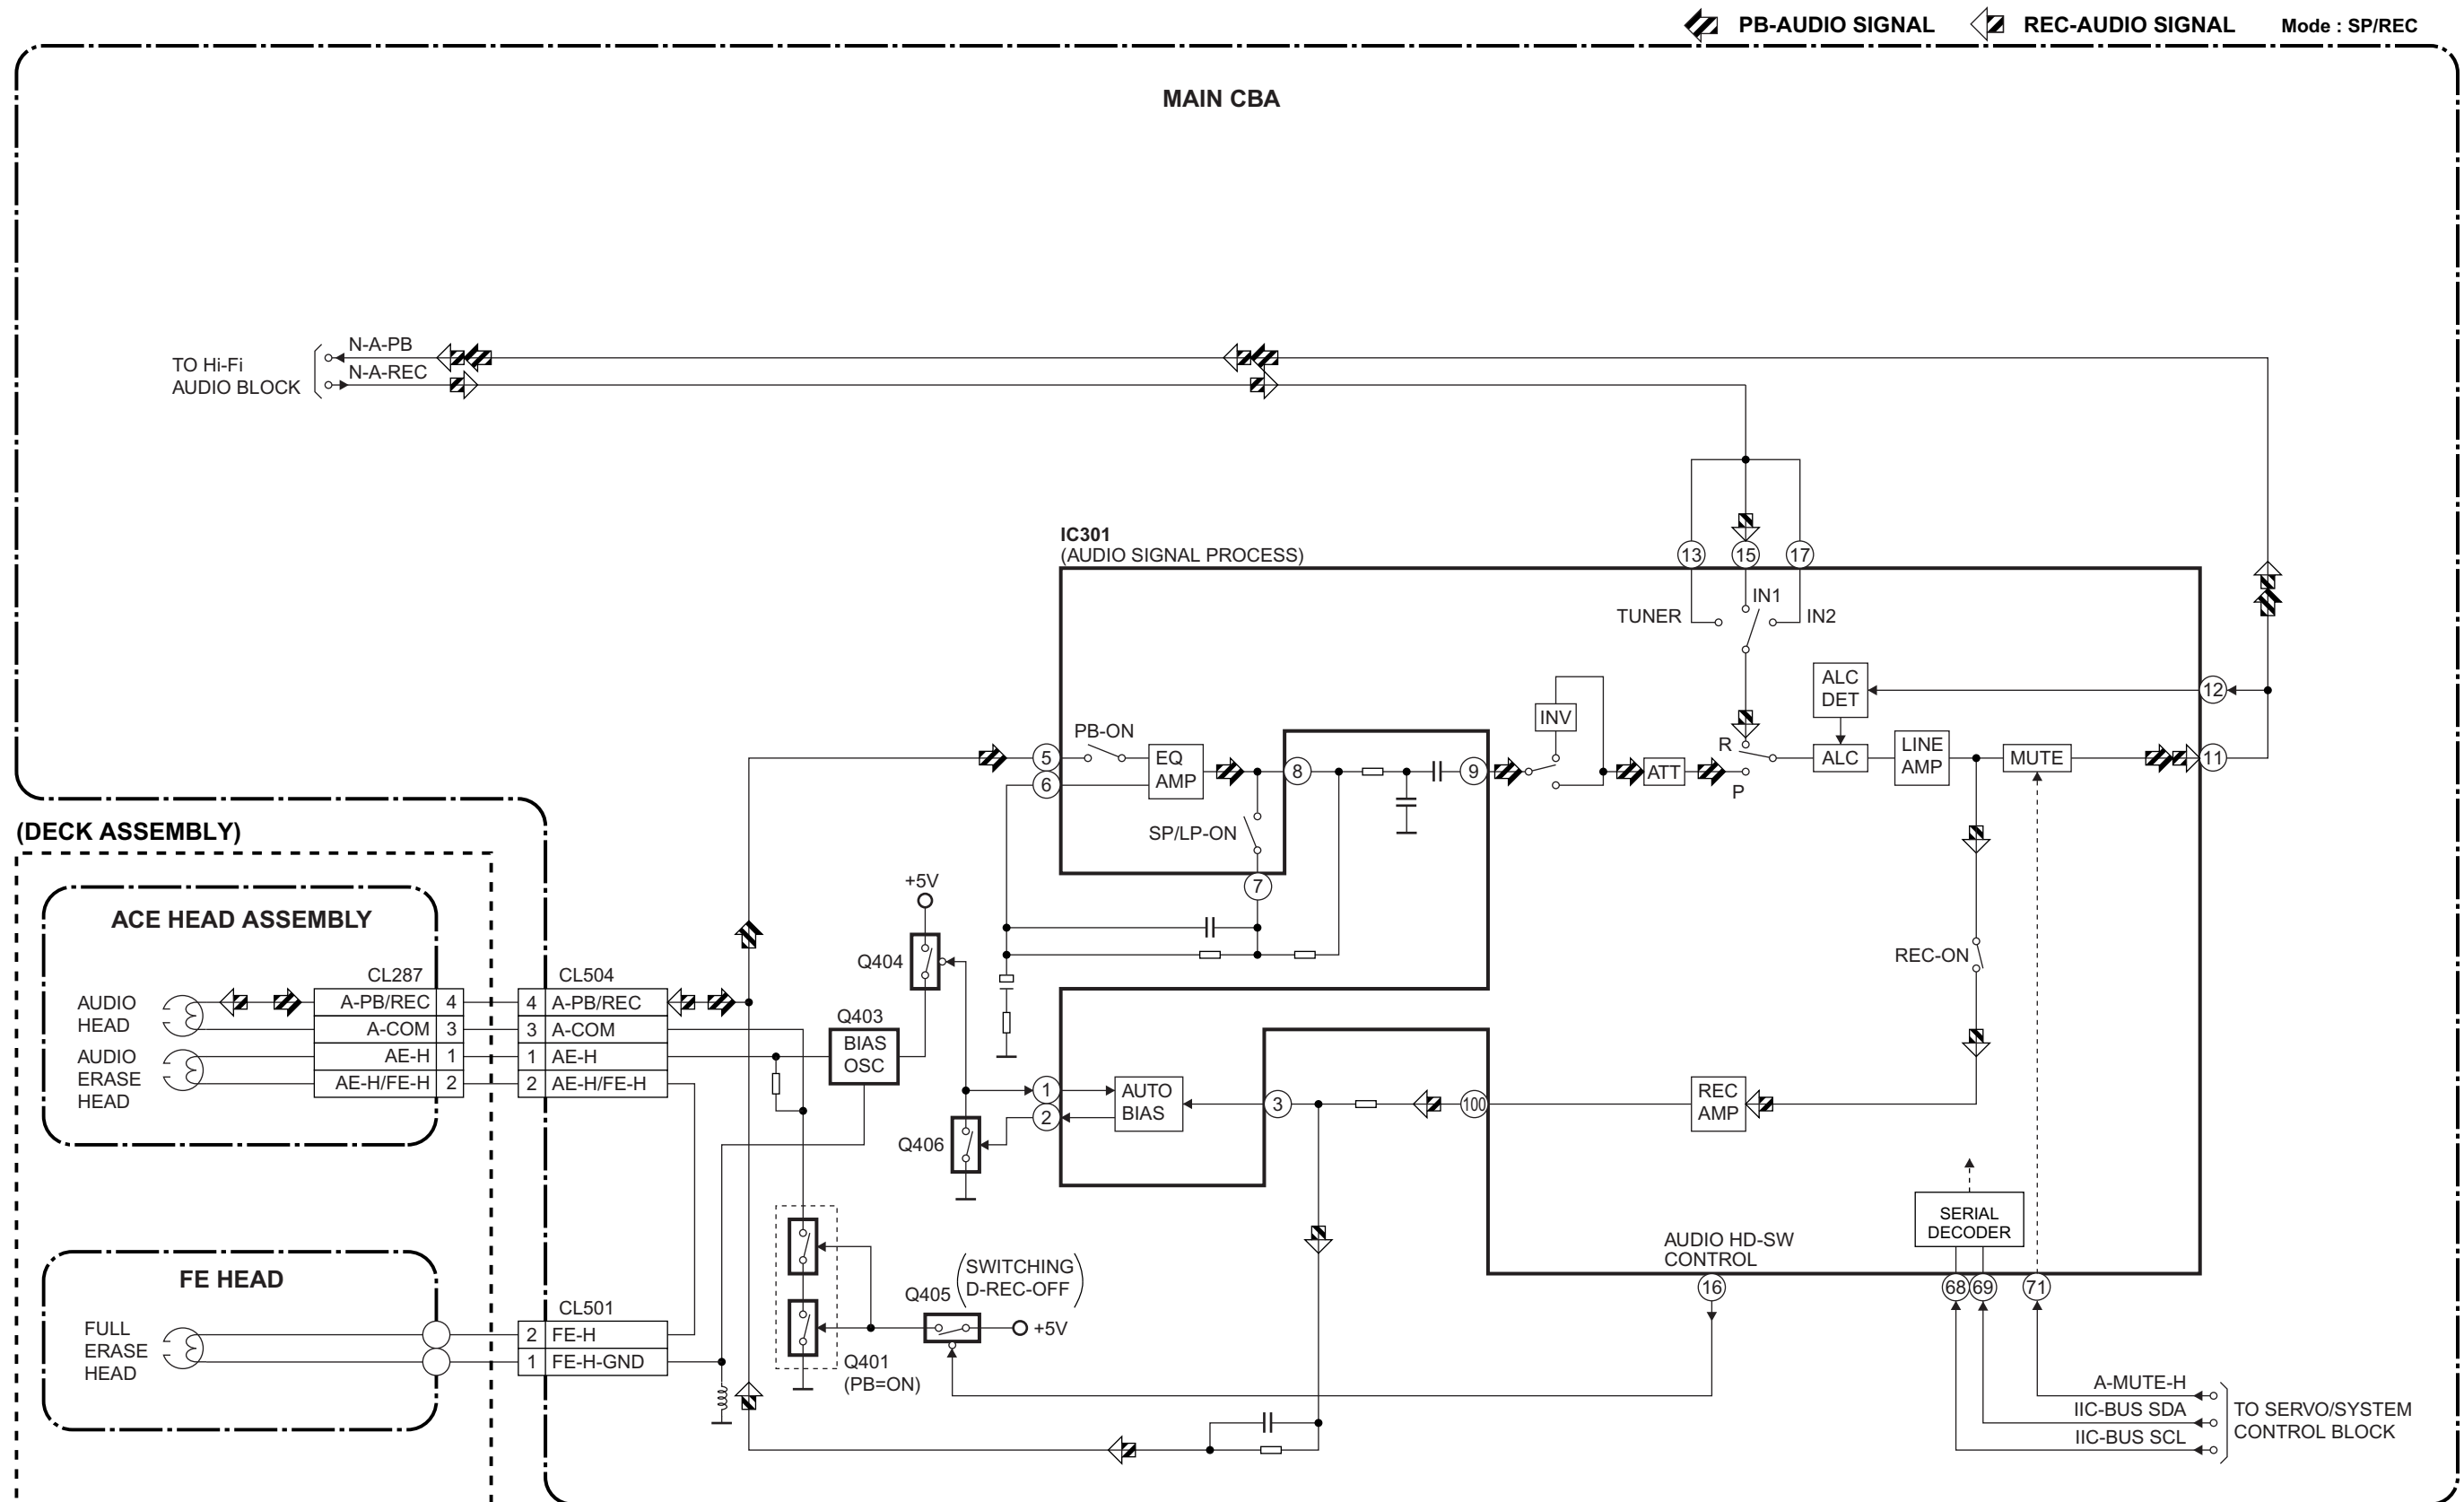 PB-AUDIO SIGNAL REC-AUDIO SIGNAL Mode : SP/REC
MAIN CBA
TO Hi-Fi
AUDIO BLOCK
N-A-PB
N-A-REC
IC301
(AUDIO SIGNAL PROCESS)
13 15 17
TUNER
IN1
IN2
ALC
DET
12
INV
PB-ON
5
6
EQ
AMP
8
9
ATT
R
P
ALC
LINE
AMP
MUTE
11
SP/LP-ON
7
REC-ON
(DECK ASSEMBLY)
ACE HEAD ASSEMBLY
AUDIO
HEAD
AUDIO
ERASE
HEAD
CL287
A-PB/REC 4
A-COM 3
AE-H 1
AE-H/FE-H 2
CL504
4 A-PB/REC
3 A-COM
1 AE-H
2 AE-H/FE-H
+5V
Q404
Q403
BIAS
OSC
Q406
1
2
AUTO
BIAS
3
100
REC
AMP
SERIAL
DECODER
AUDIO HD-SW
CONTROL
16
68 69 71
FE HEAD
FULL
ERASE
HEAD
CL501
2 FE-H
1 FE-H-GND
Q405
(SWITCHING
D-REC-OFF)
+5V
Q401
(PB=ON)
A-MUTE-H
IIC-BUS SDA
IIC-BUS SCL
TO SERVO/SYSTEM
CONTROL BLOCK